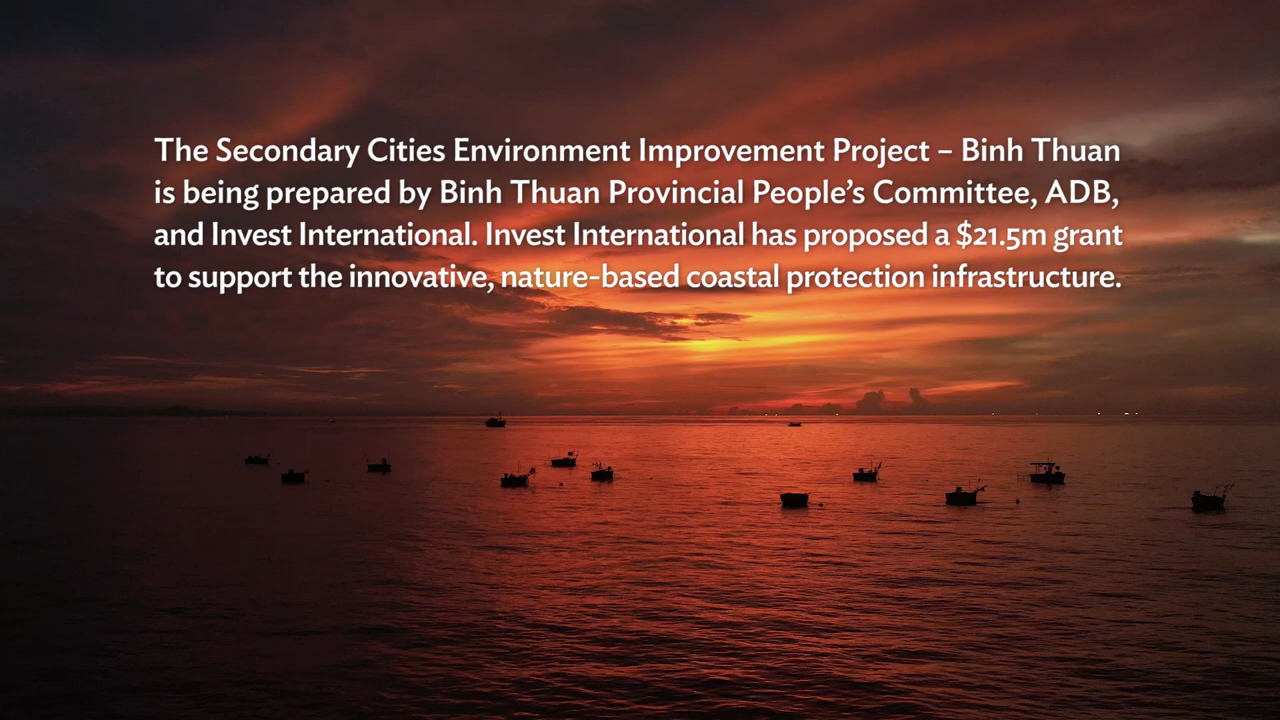 The Secondary Cities Environment Improvement Project – Binh Thuan
is being prepared by Binh Thuan Provincial People’s Committee, ADB,
and Invest International. Invest International has proposed a $21.5m grant
to support the innovative, nature-based coastal protection infrastructure.